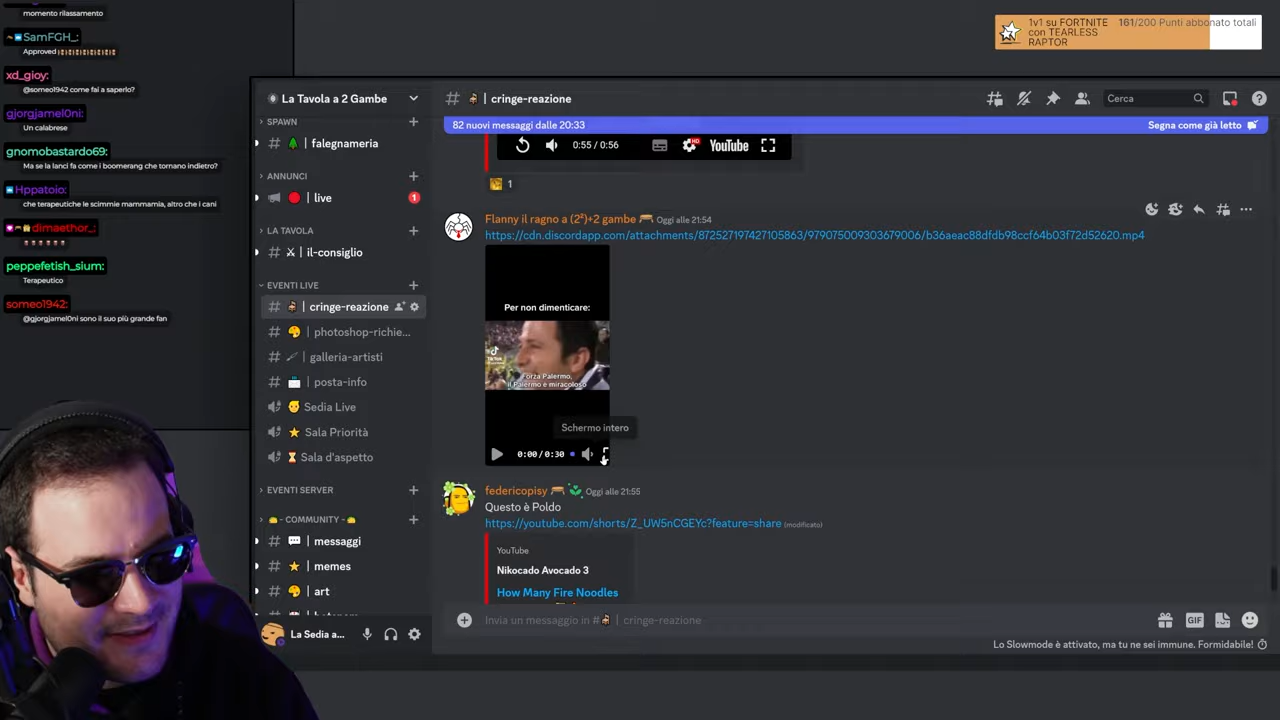 momento rilassamento
SamFGH_:
Approved
xd_gioy:
@someo1942 come fai a saperlo?
gjorgjamel0ni:
Un calabrese
gnomobastardo69:
Ma se la lanci fa come i boomerang che tornano indietro?
Hppatoio:
che terapeutiche le scimmie mammamia, altro che i cani
dimaethor_:
peppefetish_sium:
Terapeutico
someo1942:
@gjorgjamel0ni sono il suo più grande fan
1v1 su FORTNITE con TEARLESS RAPTOR
161/200 Punti abbonato totali
La Tavola a 2 Gambe
SPAWN
falegnameria
ANNUNCI
live
1
LA TAVOLA
il-consiglio
EVENTI LIVE
cringe-reazione
photoshop-richie...
galleria-artisti
posta-info
Sedia Live
Sala Priorità
Sala d'aspetto
EVENTI SERVER
- COMMUNITY -
messaggi
memes
art
La Sedia a...
# | cringe-reazione
Cerca
82 nuovi messaggi dalle 20:33
Segna come già letto
0:55 / 0:56
HD
YouTube
1
Flanny il ragno a (2²)+2 gambe Oggi alle 21:54
https://cdn.discordapp.com/attachments/872527197427105863/979075009303679006/b36aeac88dfdb98ccf64b03f72d52620.mp4
Per non dimenticare:
TikTok
Forza Palermo,
il Palermo è miracoloso
Schermo intero
0:00/0:30
federicopisy Oggi alle 21:55
Questo è Poldo
https://youtube.com/shorts/Z_UW5nCGEYc?feature=share (modificato)
YouTube
Nikocado Avocado 3
How Many Fire Noodles
Invia un messaggio in # | cringe-reazione
GIF
Lo Slowmode è attivato, ma tu ne sei immune. Formidabile!